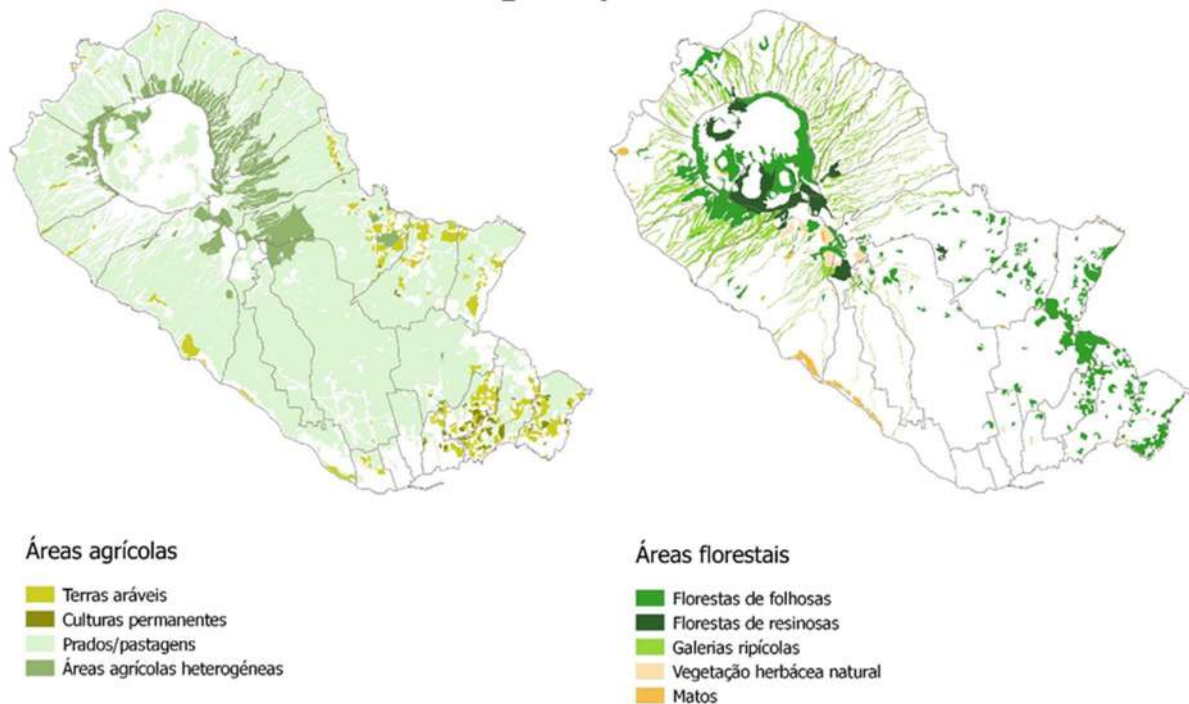 Áreas agrícolas
Terras aráveis
Culturas permanentes
Prados/pastagens
Áreas agrícolas heterogéneas
Áreas florestais
Florestas de folhosas
Florestas de resinosas
Galerias ripícolas
Vegetação herbácea natural
Matos